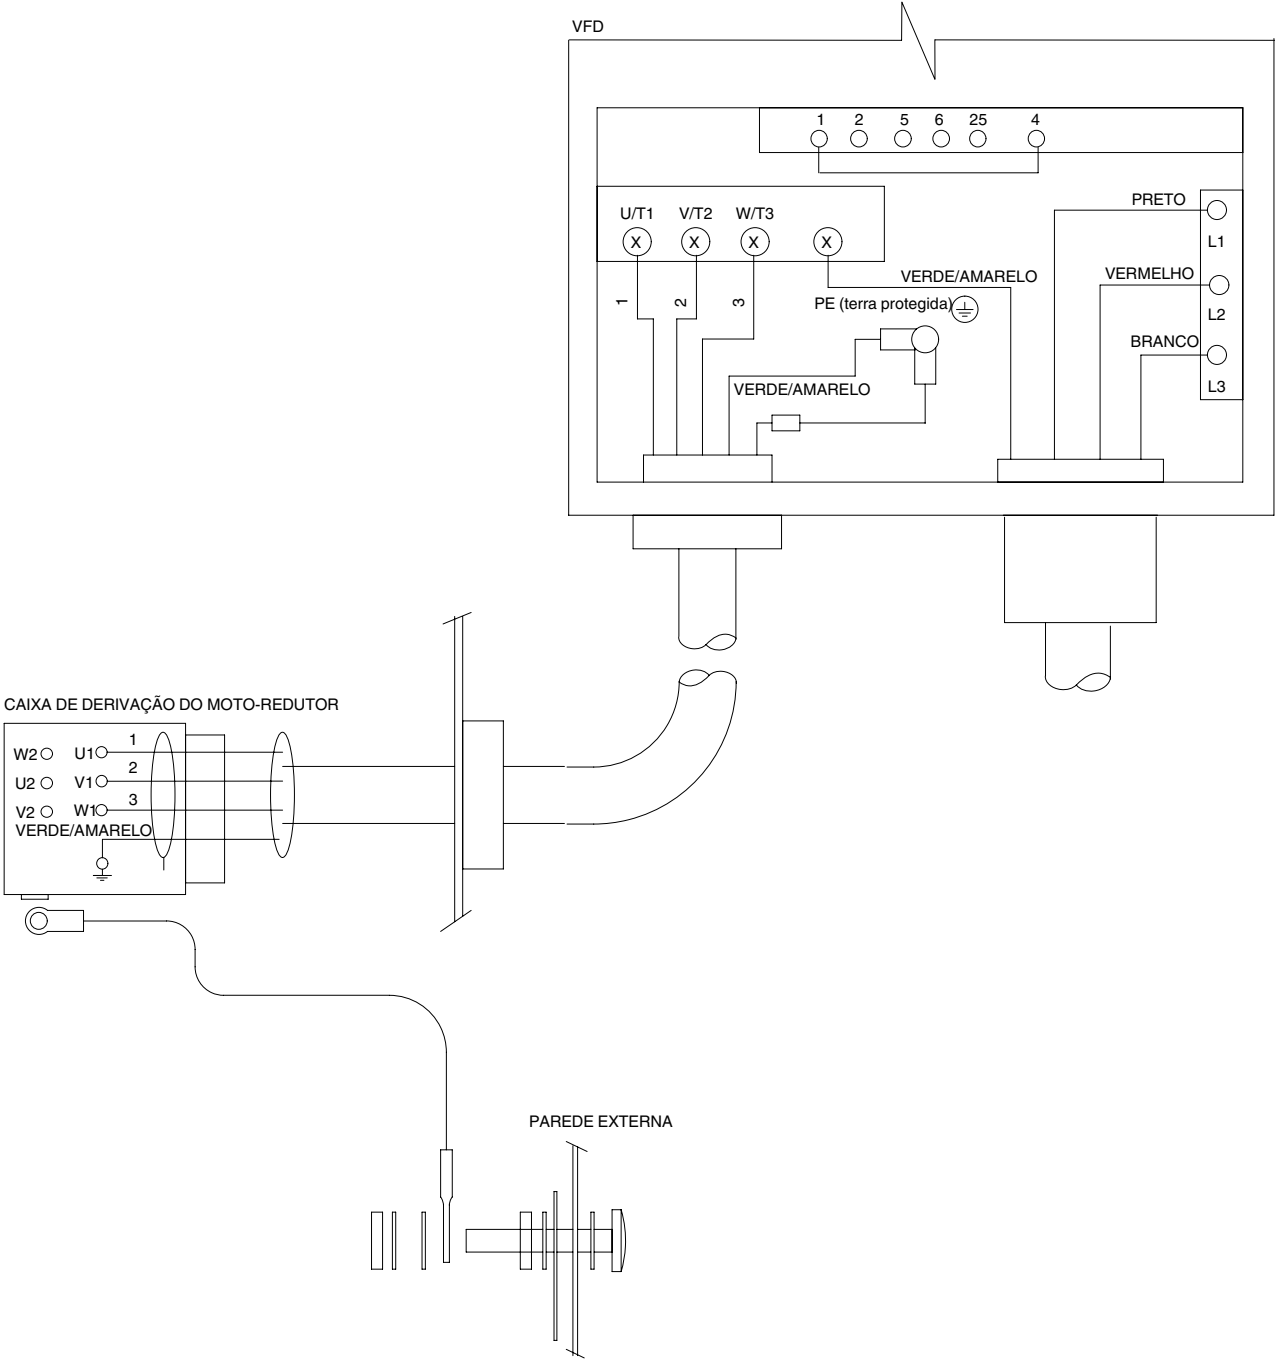 VFD
1 2 5 6 25 4
U/T1 V/T2 W/T3
X X X X
PRETO
L1
VERDE/AMARELO
VERMELHO
1 2 3
PE (terra protegida)
L2
BRANCO
VERDE/AMARELO
L3
CAIXA DE DERIVAÇÃO DO MOTO-REDUTOR
W2 U1 1
U2 V1 2
V2 W1 3
VERDE/AMARELO
PAREDE EXTERNA